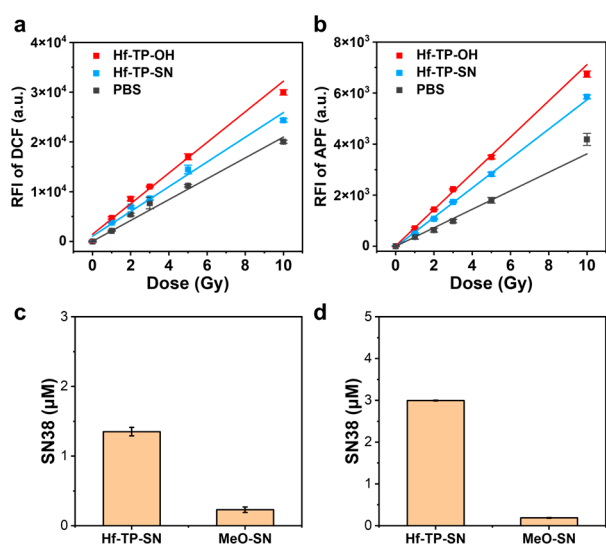 a
RFI of DCF (a.u.)
4×10⁴
3×10⁴
2×10⁴
1×10⁴
0
Hf-TP-OH
Hf-TP-SN
PBS
0 2 4 6 8 10
Dose (Gy)
b
RFI of APF (a.u.)
8×10³
6×10³
4×10³
2×10³
0
Hf-TP-OH
Hf-TP-SN
PBS
0 2 4 6 8 10
Dose (Gy)
c
SN38 (μM)
3
2
1
0
Hf-TP-SN MeO-SN
d
SN38 (μM)
5
4
3
2
1
0
Hf-TP-SN MeO-SN